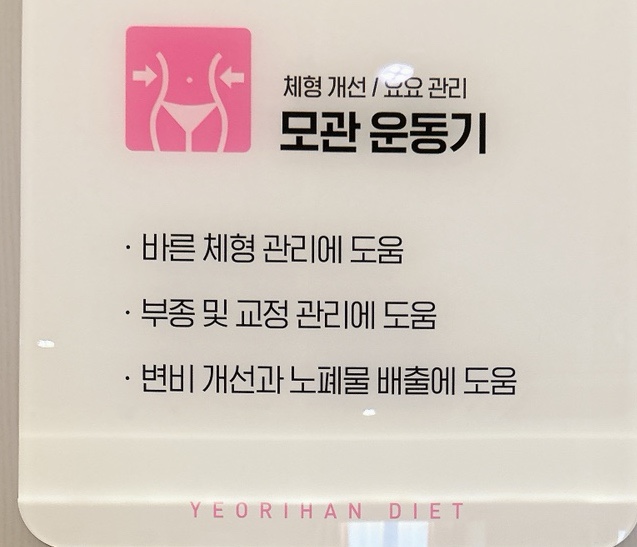 체형 개선 / 요요 관리
모관 운동기
· 바른 체형 관리에 도움
· 부종 및 교정 관리에 도움
· 변비 개선과 노폐물 배출에 도움
YEORIHAN DIET